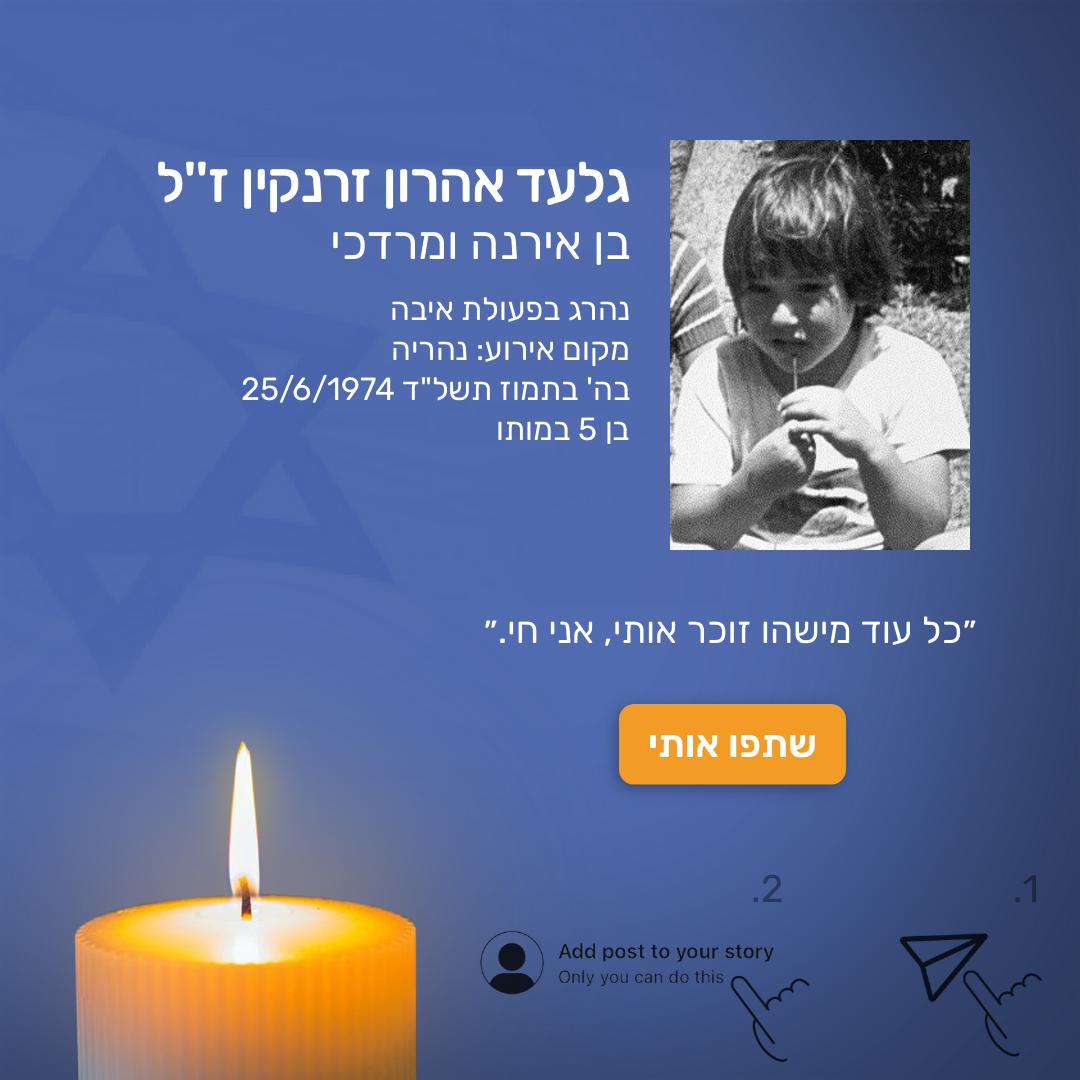 גלעד אהרון זרנקין ז"ל
בן אירנה ומרדכי
נהרג בפעולת איבה
מקום אירוע: נהריה
בה' בתמוז תשל"ד 25/6/1974
בן 5 במותו
״כל עוד מישהו זוכר אותי, אני חי.״
שתפו אותי
1.
2.
Add post to your story
Only you can do this